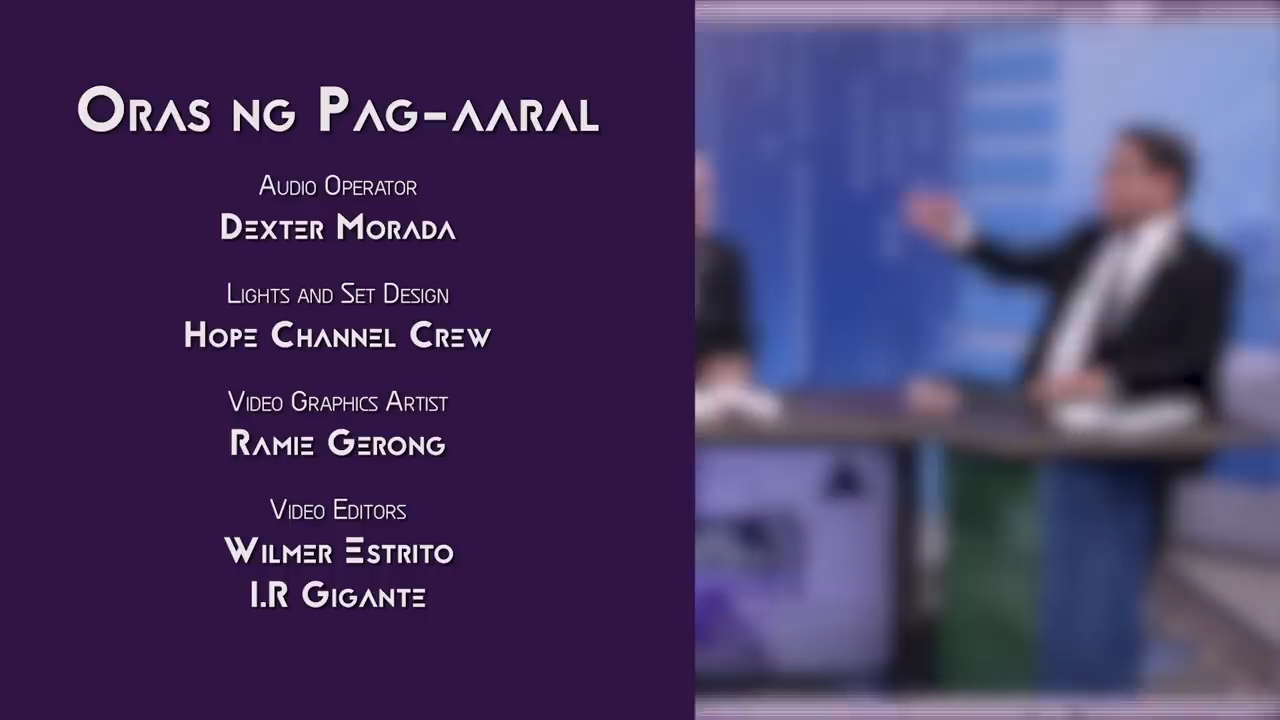 Oras ng Pag-aaral
Audio Operator
Dexter Morada
Lights and Set Design
Hope Channel Crew
Video Graphics Artist
Ramie Gerong
Video Editors
Wilmer Estrito
I.R Gigante